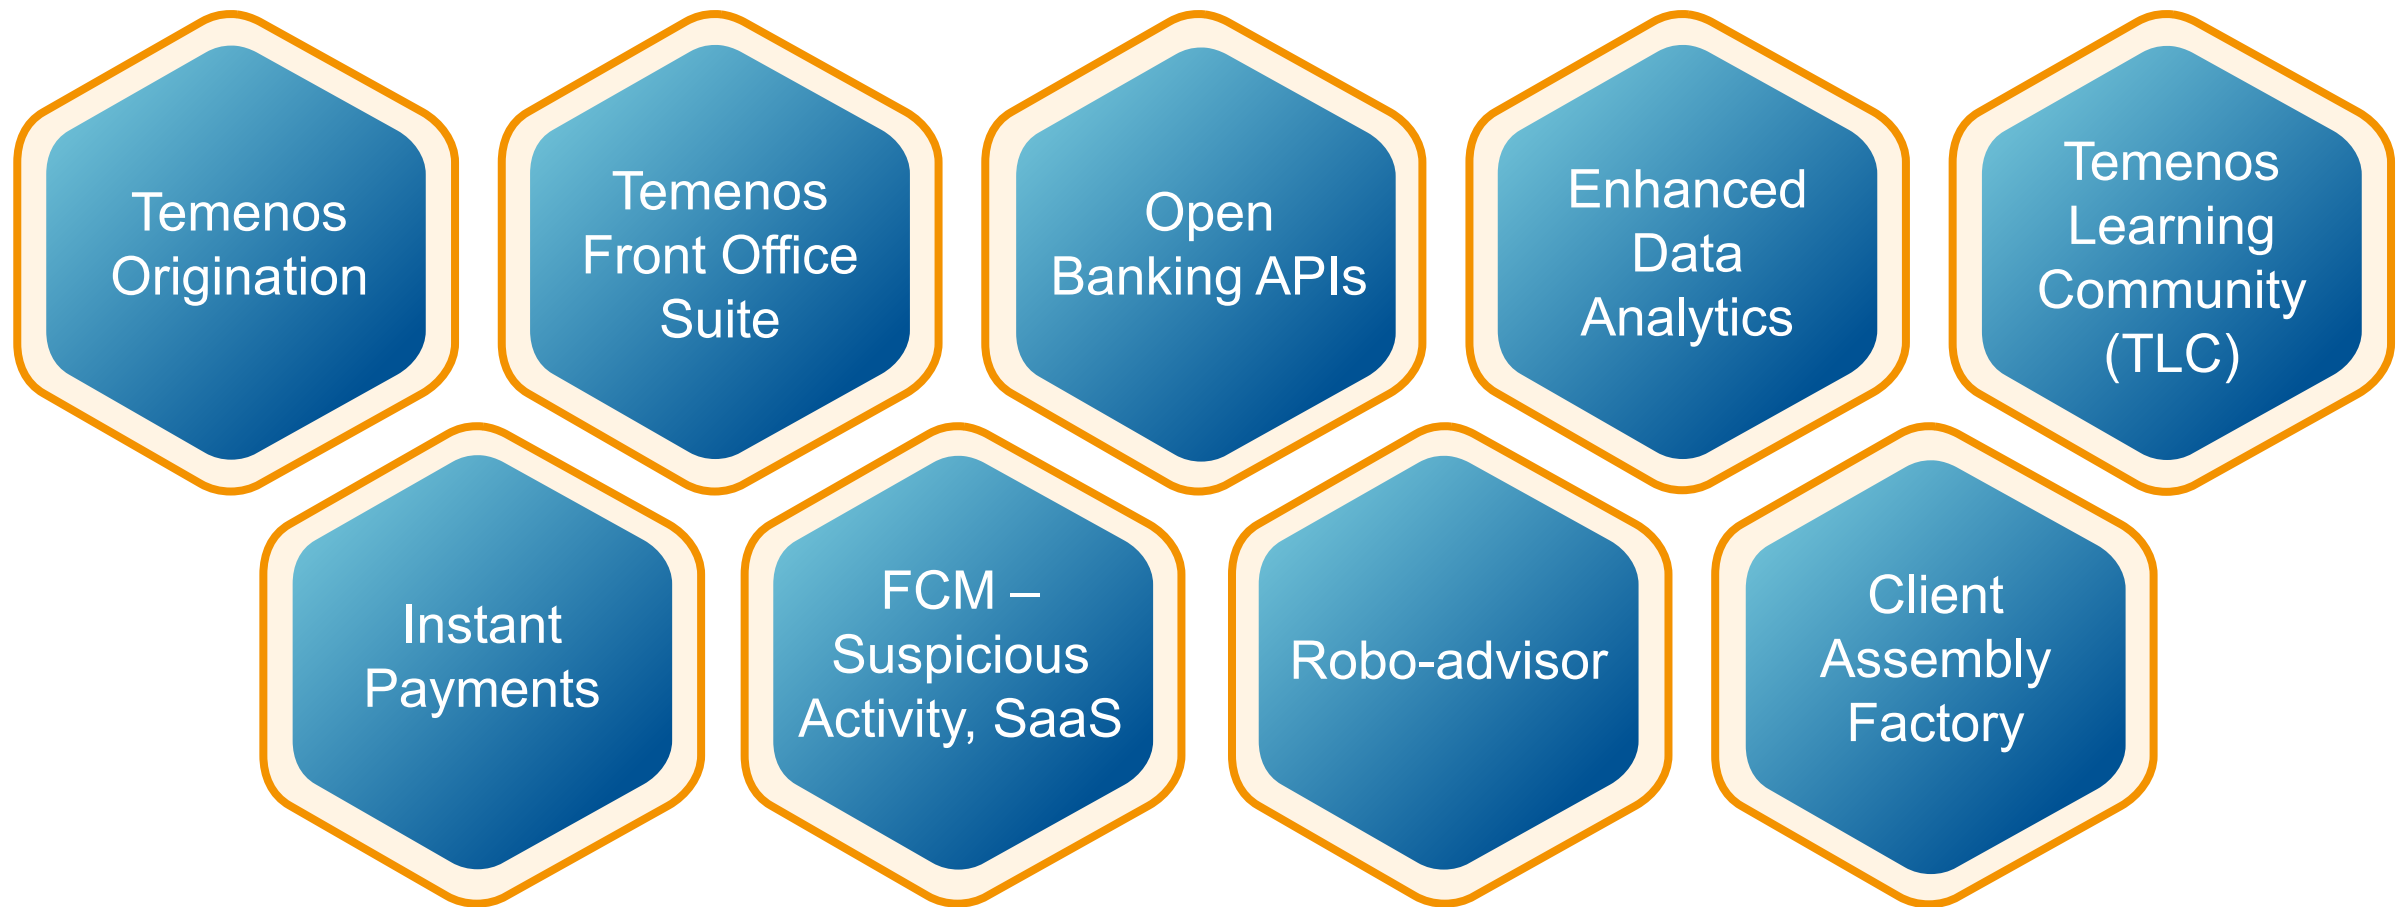 Temenos
Origination
Temenos
Front Office
Suite
Open
Banking APIs
Enhanced
Data
Analytics
Temenos
Learning
Community
(TLC)
Instant
Payments
FCM –
Suspicious
Activity, SaaS
Robo-advisor
Client
Assembly
Factory